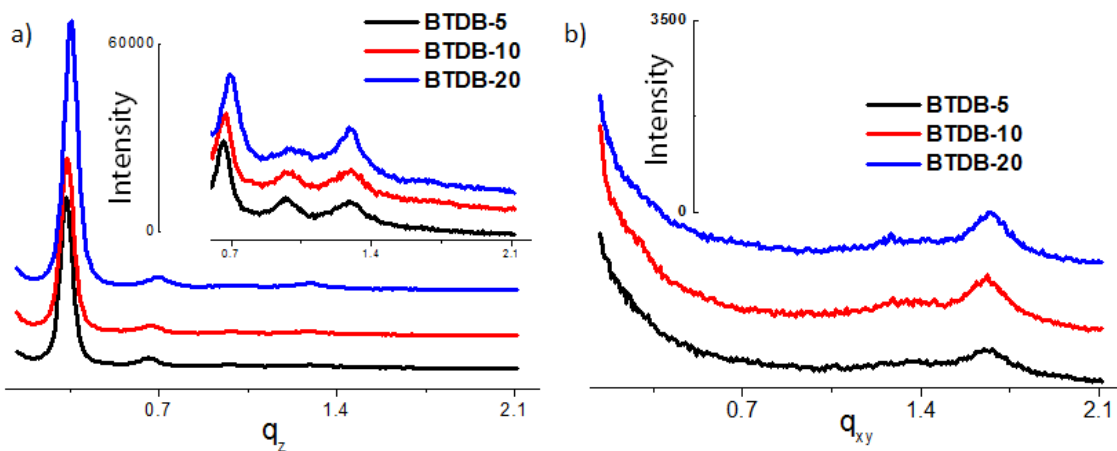 a)
60000
Intensity
0
BTDB-5
BTDB-10
BTDB-20
0.7
1.4
2.1
0.7
1.4
2.1
qz
b)
3500
Intensity
0
BTDB-5
BTDB-10
BTDB-20
0.7
1.4
2.1
qxy